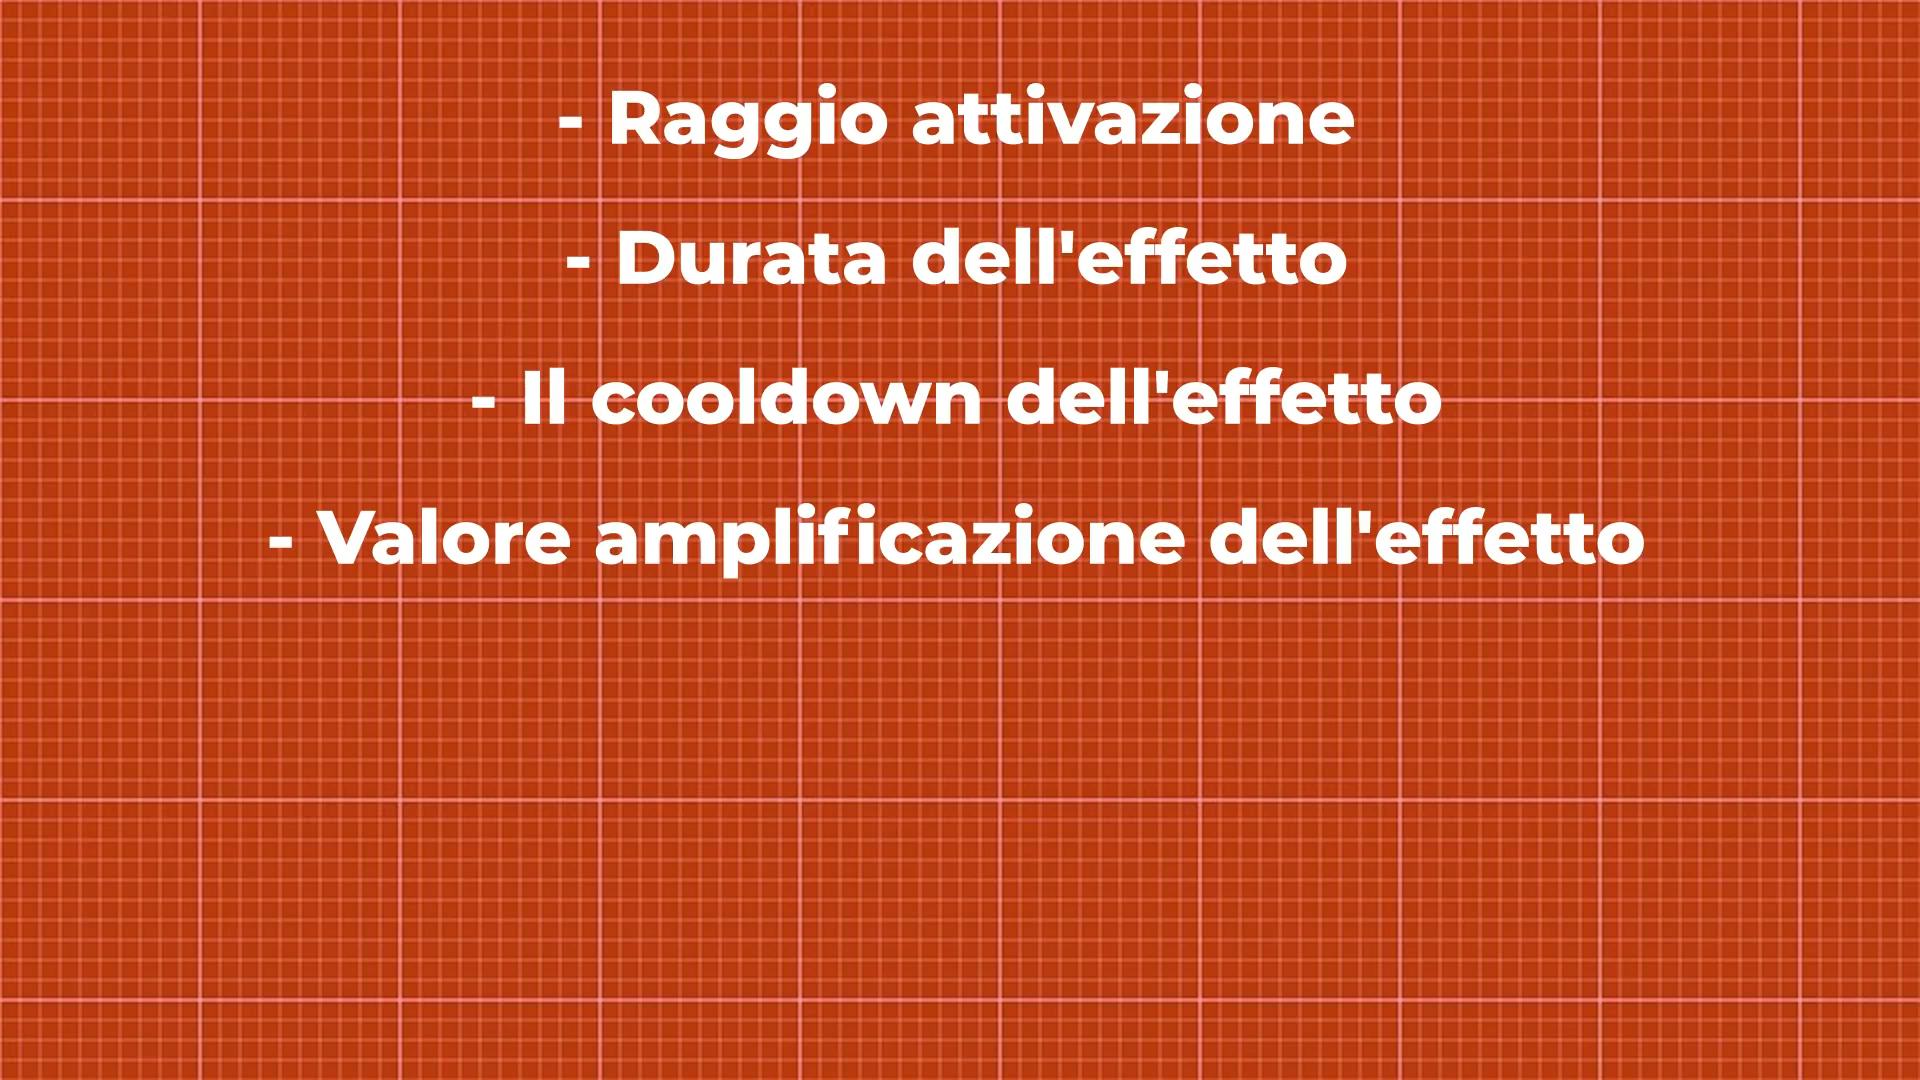 - Raggio attivazione
- Durata dell'effetto
- Il cooldown dell'effetto
- Valore amplificazione dell'effetto